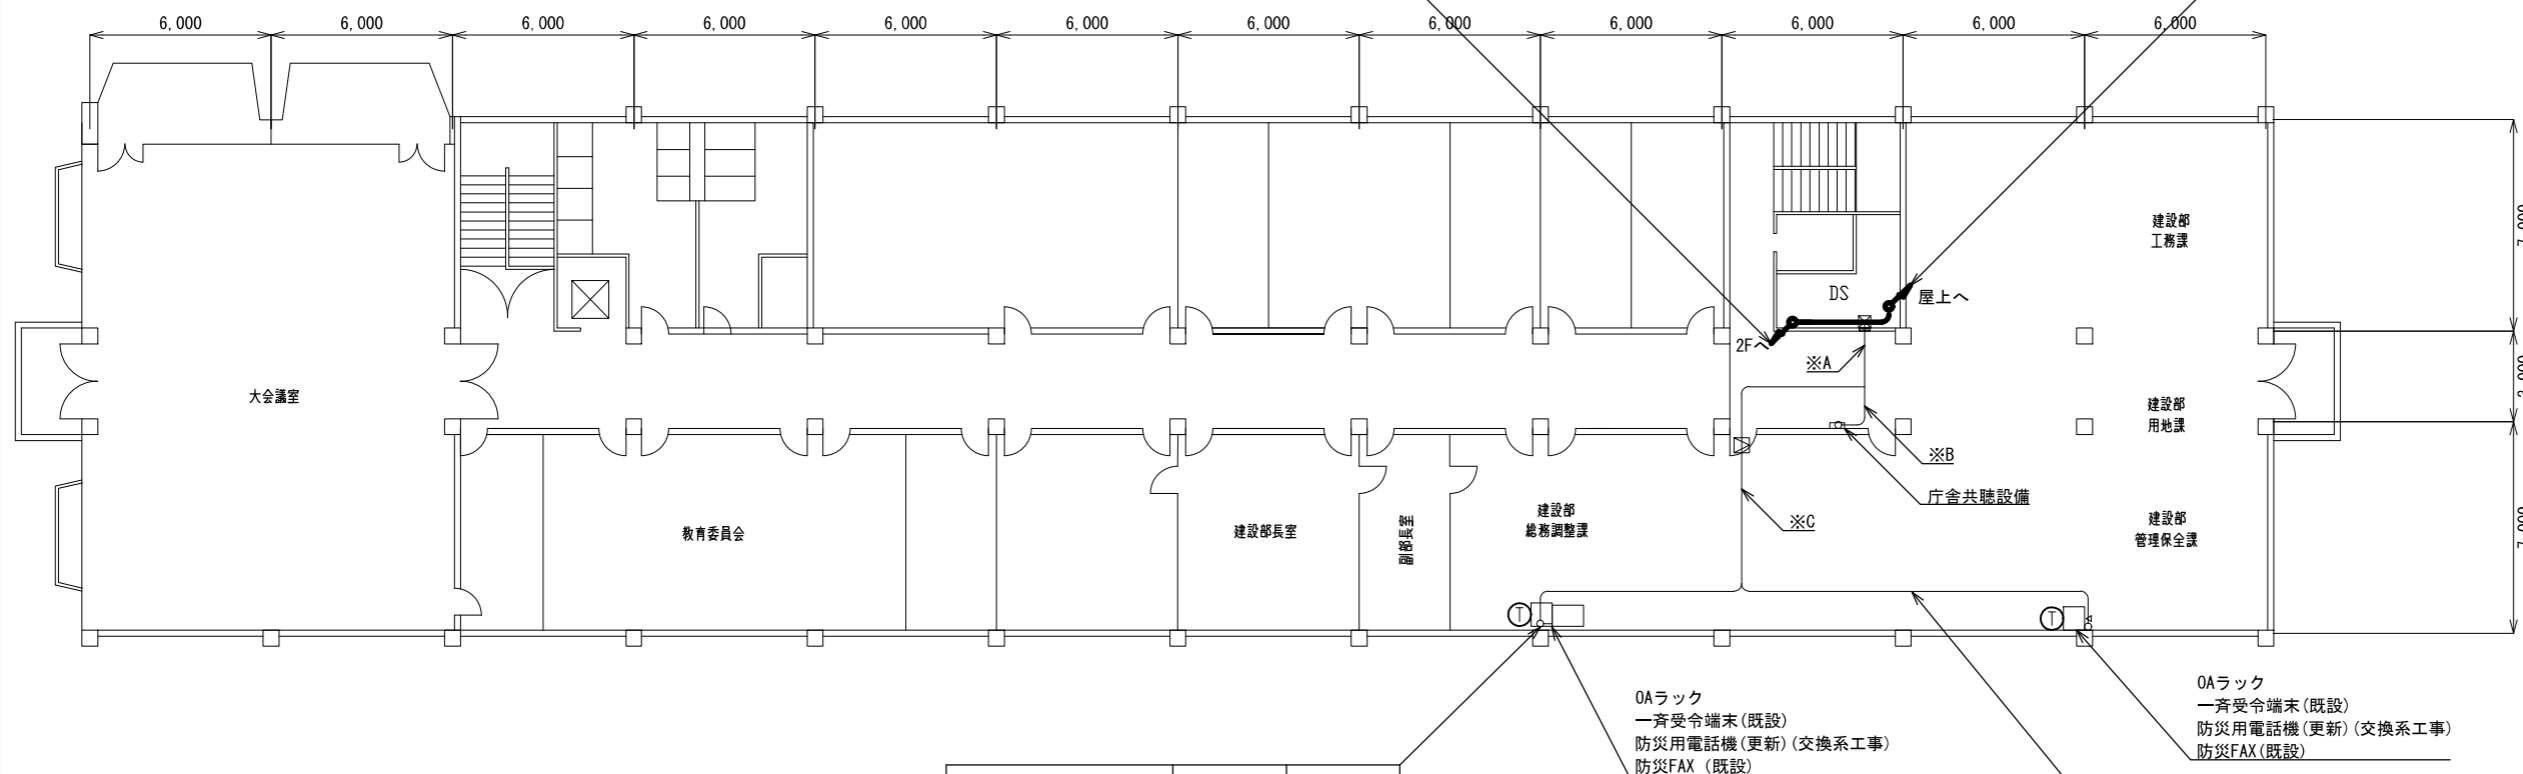 6,000 6,000 6,000 6,000 6,000 6,000 6,000 6,000 6,000 6,000 6,000 6,000
7,000
建設部
工務課
DS
屋上へ
2Fへ
※A
大会議室
建設部
用地課
※B
庁舎共聴設備
※C
教育委員会
建設部長室
副部長室
建設部
総務調整課
建設部
管理保全課
7,000
T
T
OAラック
一斉受令端末(既設)
防災用電話機(更新)(交換系工事)
防災FAX (既設)
OAラック
一斉受令端末(既設)
防災用電話機(更新)(交換系工事)
防災FAX(既設)